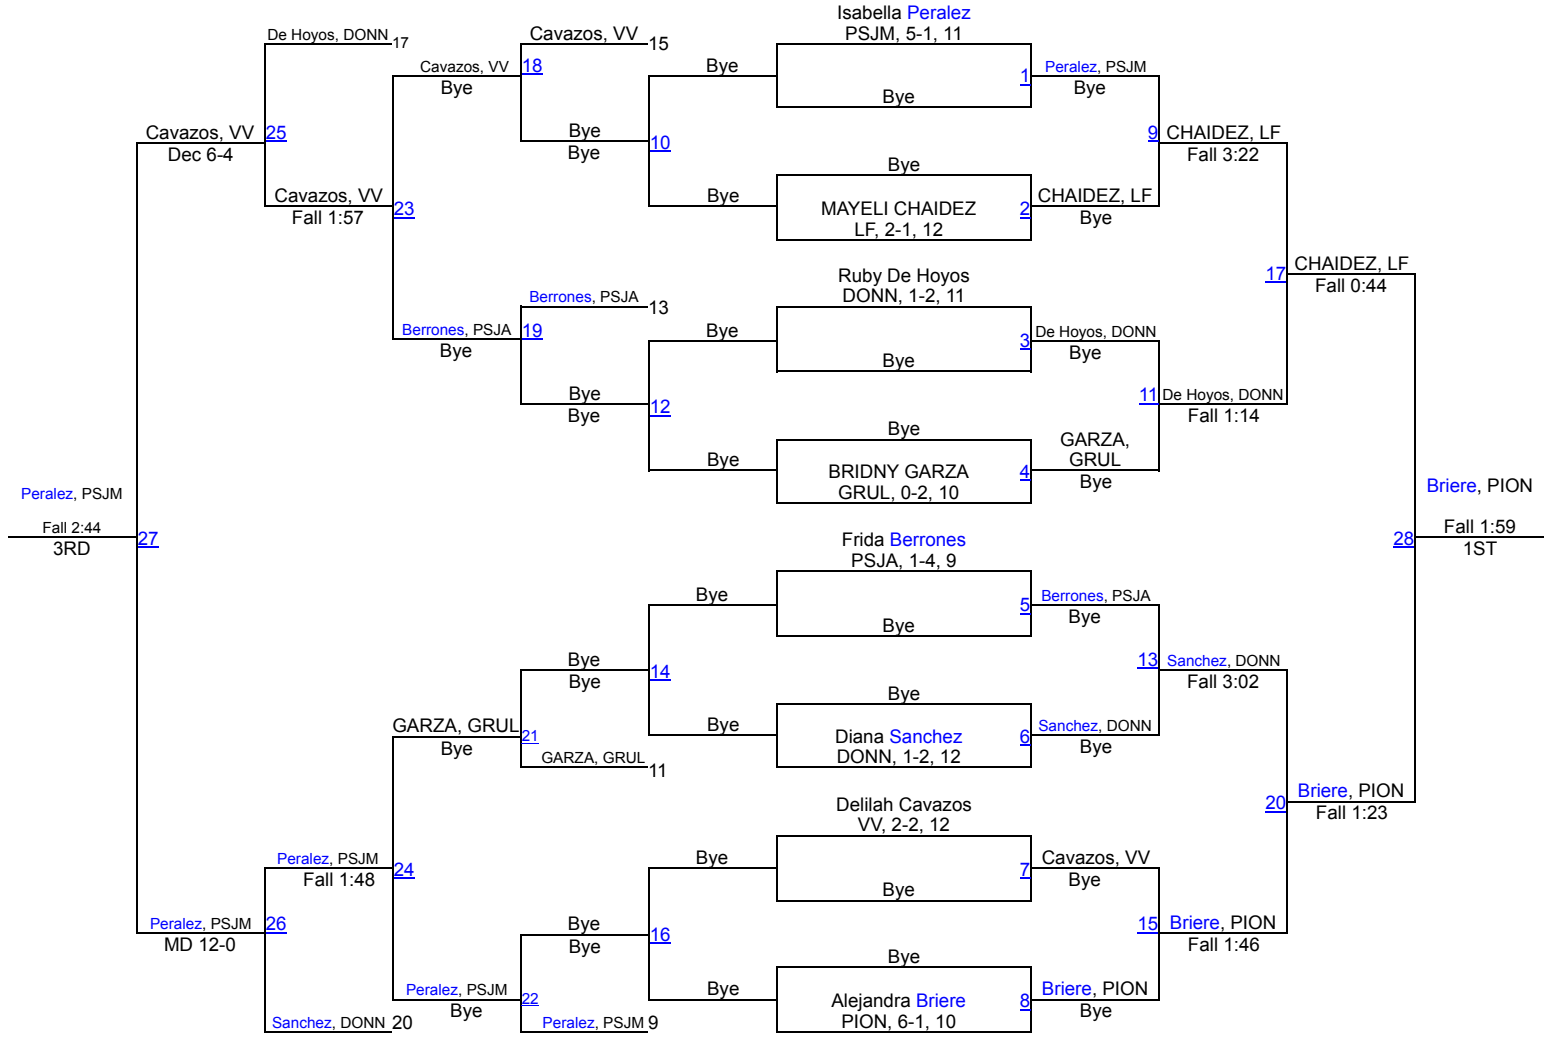 Isabella Peralez
PSJM, 5-1, 11
De Hoyos, DONN 17
Cavazos, VV 15
Cavazos, VV
18
Bye
Bye
1
Peralez, PSJM
Bye
Bye
Cavazos, VV
25
Dec 6-4
Bye
10
Bye
9
CHAIDEZ, LF
Fall 3:22
Bye
Cavazos, VV
23
Fall 1:57
Bye
MAYELI CHAIDEZ
LF, 2-1, 12
2
CHAIDEZ, LF
Bye
17
CHAIDEZ, LF
Fall 0:44
Ruby De Hoyos
DONN, 1-2, 11
Berrones, PSJA
13
Berrones, PSJA
19
Bye
Bye
3
De Hoyos, DONN
Bye
Bye
Bye
12
Bye
11
De Hoyos, DONN
Fall 1:14
Bye
Bye
BRIDNY GARZA
GRUL, 0-2, 10
4
GARZA,
GRUL
Bye
Peralez, PSJM
Fall 2:44
27
3RD
Briere, PION
28
Fall 1:59
1ST
Frida Berrones
PSJA, 1-4, 9
Bye
5
Berrones, PSJA
Bye
Bye
Bye
14
Bye
13
Sanchez, DONN
Fall 3:02
Bye
GARZA, GRUL
21
Bye
GARZA, GRUL
11
Bye
Diana Sanchez
DONN, 1-2, 12
6
Sanchez, DONN
Bye
20
Briere, PION
Fall 1:23
Delilah Cavazos
VV, 2-2, 12
Peralez, PSJM
24
Fall 1:48
Bye
7
Cavazos, VV
Bye
Bye
Peralez, PSJM
26
MD 12-0
Bye
16
Bye
15
Briere, PION
Fall 1:46
Bye
Peralez, PSJM
22
Bye
Bye
Alejandra Briere
PION, 6-1, 10
8
Briere, PION
Bye
Sanchez, DONN 20
Peralez, PSJM 9